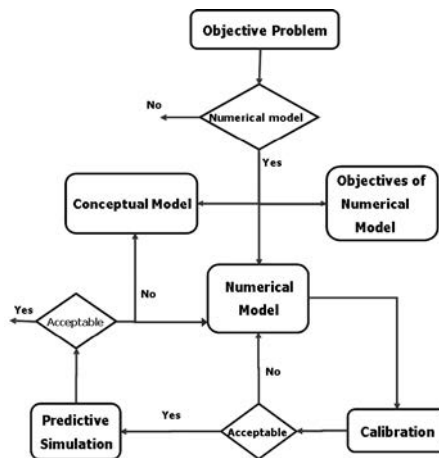 Objective Problem
No
Numerical model
Yes
Conceptual Model
Objectives of
Numerical
Model
Yes
Acceptable
No
Numerical
Model
No
Predictive
Simulation
Yes
Acceptable
Calibration